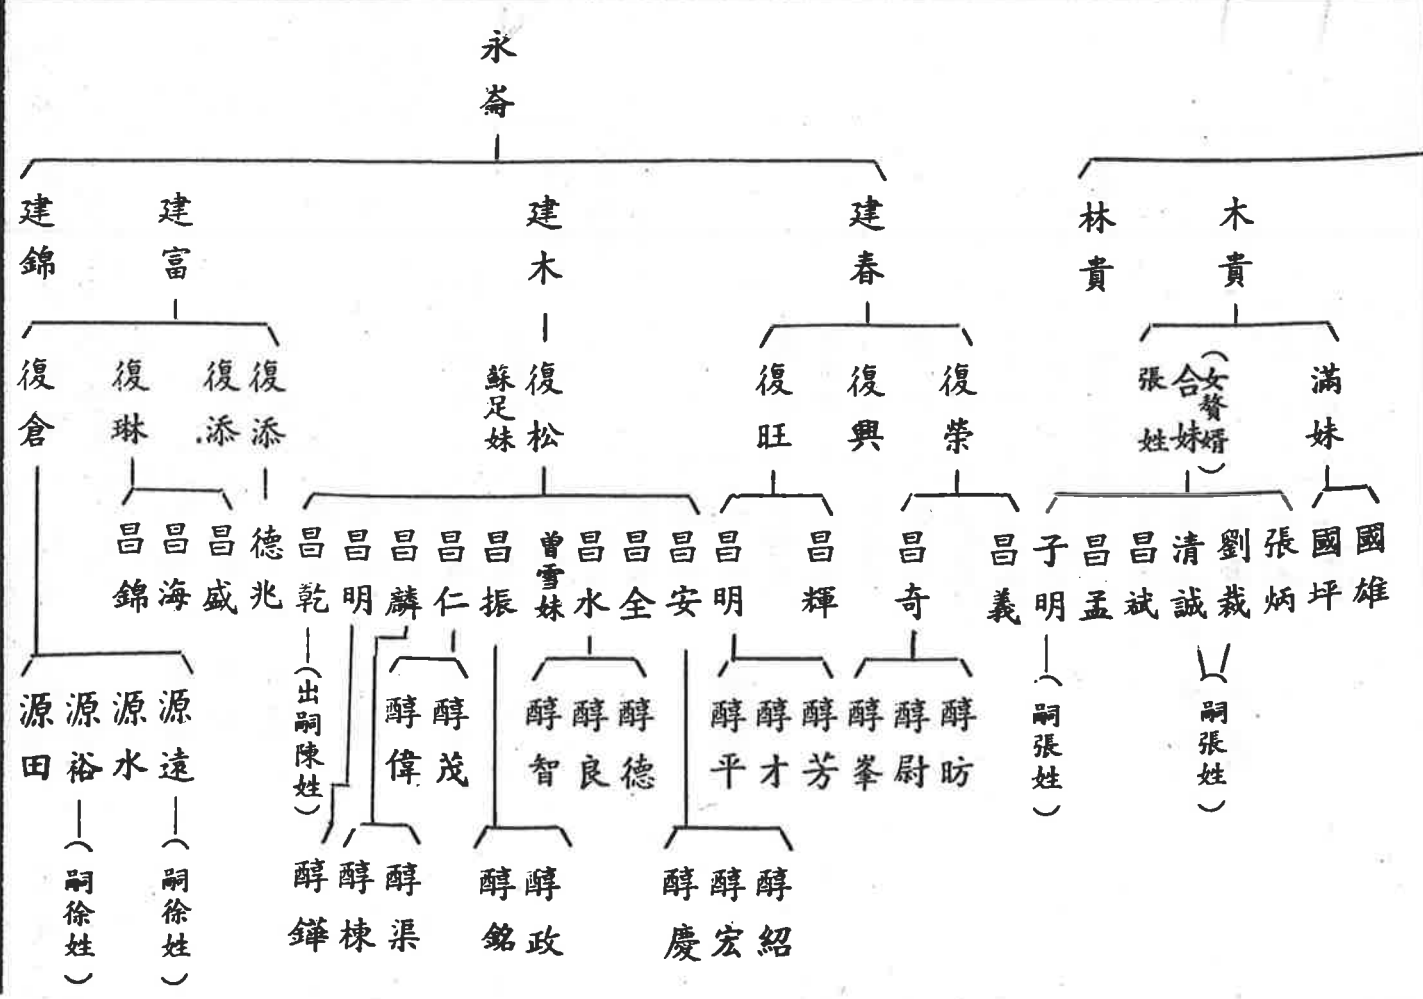 永崙
建春
建木
建富
建錦
木貴
林貴
復榮
復興
復旺
復松
蘇足妹
復添
復添
復琳
復倉
滿妹
(女贅婿)
合妹
張姓
國雄
國坪
張炳
劉裁
清誠
昌斌
昌孟
子明
昌義
昌奇
昌輝
昌明
昌安
昌全
昌水
曾雪妹
昌振
昌仁
昌麟
昌明
昌乾
德兆
昌盛
昌海
昌錦
(嗣張姓)
(嗣張姓)
醇昉
醇尉
醇峯
醇芳
醇才
醇平
醇德
醇良
醇智
醇茂
醇偉
(出嗣陳姓)
源遠
源水
源裕
源田
醇紹
醇宏
醇慶
醇政
醇銘
醇渠
醇棟
醇鏵
(嗣徐姓)
(嗣徐姓)